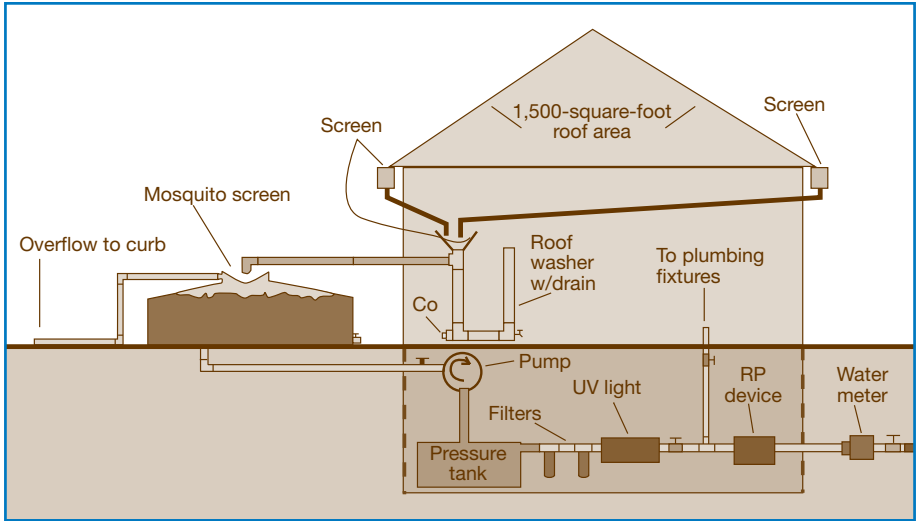 1,500-square-foot
roof area
Screen
Screen
Mosquito screen
Overflow to curb
Roof
washer
w/drain
To plumbing
fixtures
Co
Pump
UV light
RP
device
Water
meter
Filters
Pressure
tank